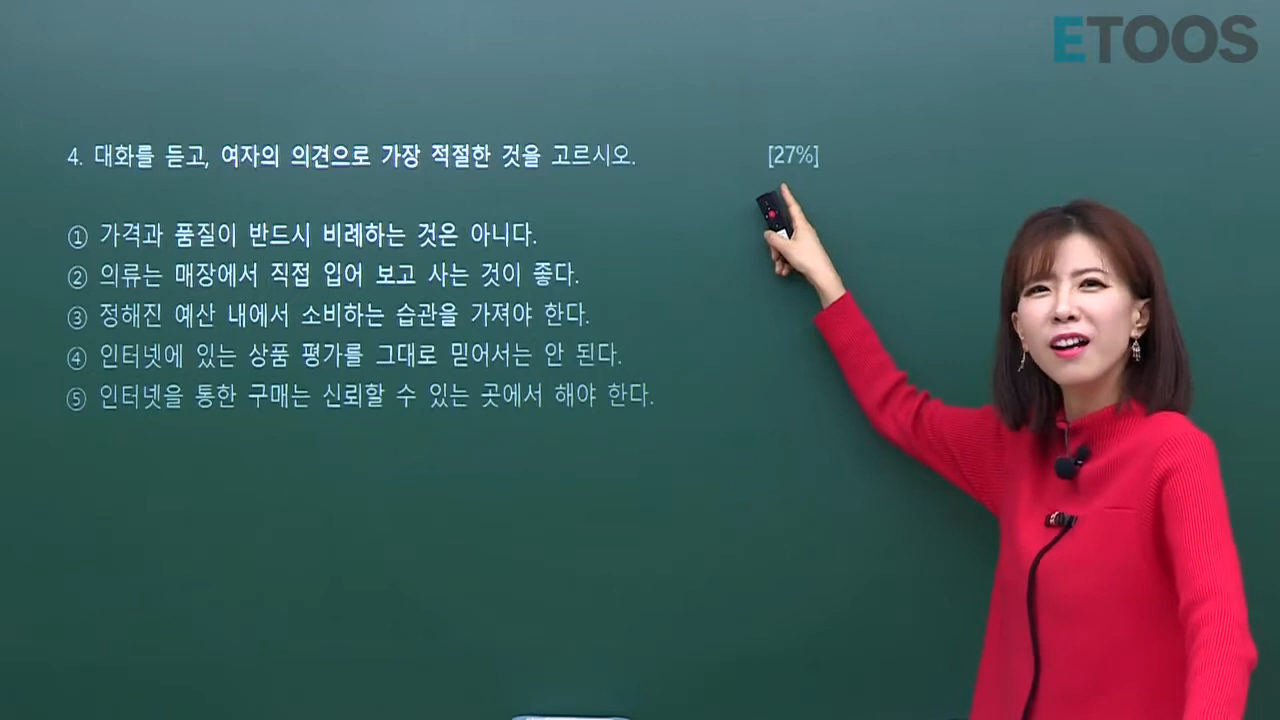 ETOOS
4. 대화를 듣고, 여자의 의견으로 가장 적절한 것을 고르시오. [27%]
① 가격과 품질이 반드시 비례하는 것은 아니다.
② 의류는 매장에서 직접 입어 보고 사는 것이 좋다.
③ 정해진 예산 내에서 소비하는 습관을 가져야 한다.
④ 인터넷에 있는 상품 평가를 그대로 믿어서는 안 된다.
⑤ 인터넷을 통한 구매는 신뢰할 수 있는 곳에서 해야 한다.